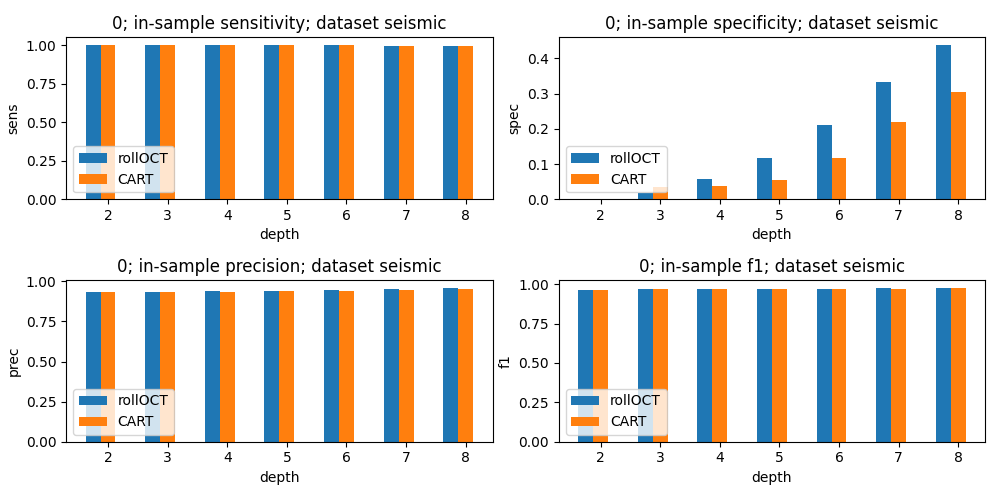 0; in-sample sensitivity; dataset seismic
1.00
0.75
0.50
0.25
0.00
sens
rollOCT
CART
2 3 4 5 6 7 8
depth
0; in-sample specificity; dataset seismic
0.4
0.3
0.2
0.1
0.0
spec
rollOCT
CART
2 3 4 5 6 7 8
depth
0; in-sample precision; dataset seismic
1.00
0.75
0.50
0.25
0.00
prec
rollOCT
CART
2 3 4 5 6 7 8
depth
0; in-sample f1; dataset seismic
1.00
0.75
0.50
0.25
0.00
f1
rollOCT
CART
2 3 4 5 6 7 8
depth